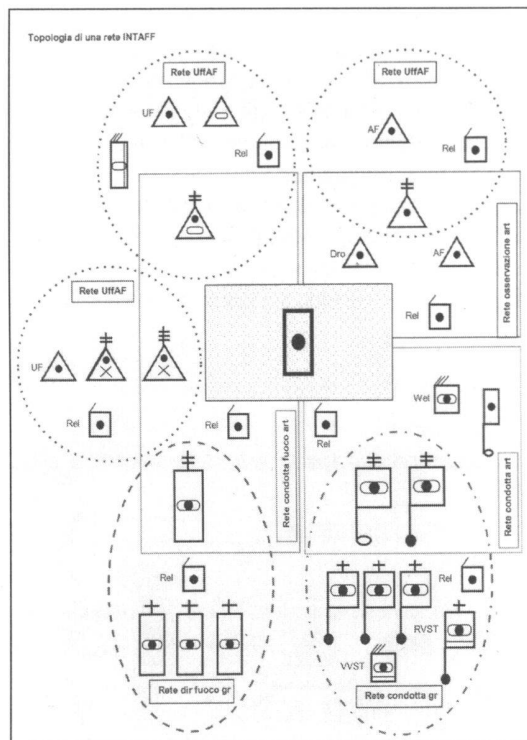 Topologia di una rete INTAFF
Rete UffAF
Rete UffAF
UF
AF
Rel
Rel
Dro
AF
Rete osservazione art
Rete UffAF
Rel
UF
Wel
Rel
Rel
Rel
Rete condotta fuoco art
Rete condotta art
Rel
Rel
RVST
VVST
Rete dir fuoco gr
Rete condotta gr